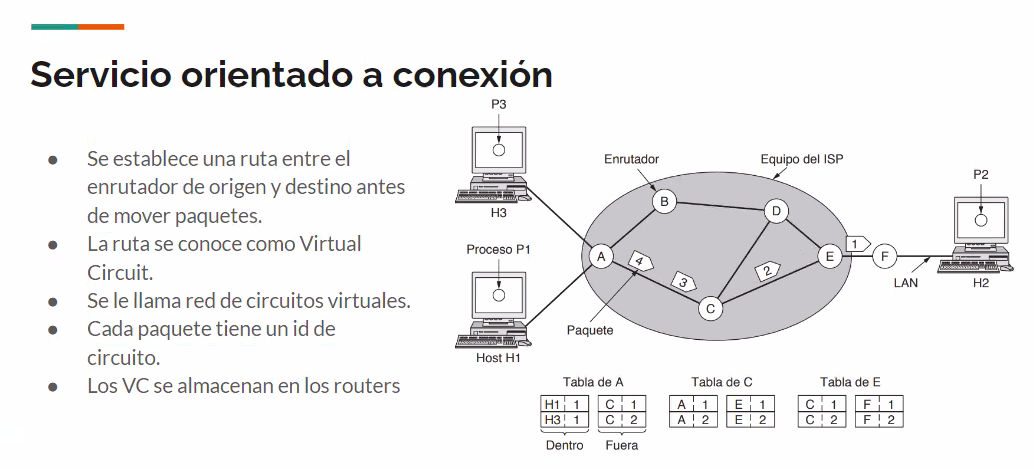 Servicio orientado a conexión
● Se establece una ruta entre el
enrutador de origen y destino antes
de mover paquetes.
● La ruta se conoce como Virtual
Circuit.
● Se le llama red de circuitos virtuales.
● Cada paquete tiene un id de
circuito.
● Los VC se almacenan en los routers
P3
H3
Proceso P1
Host H1
Enrutador
Equipo del ISP
P2
B
D
A
4
3
2
E
1
F
C
LAN
H2
Paquete
Tabla de A
H1 1 C 1
H3 1 C 2
Dentro Fuera
Tabla de C
A 1 E 1
A 2 E 2
Tabla de E
C 1 F 1
C 2 F 2